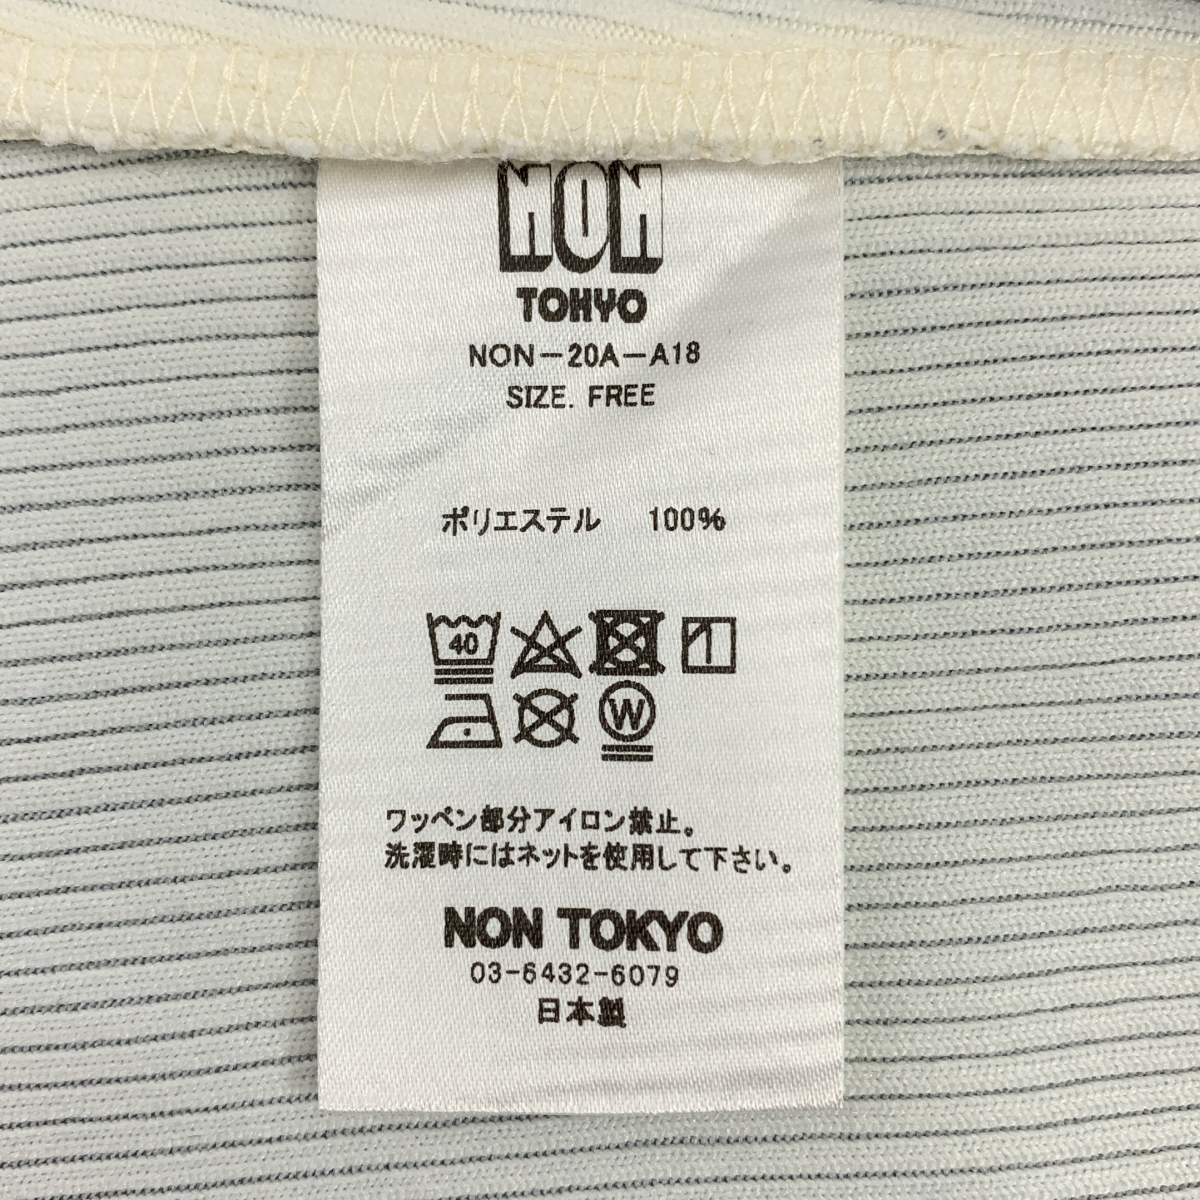 NON
TOKYO
NON-20A-A18
SIZE. FREE
ポリエステル 100%
40
W
ワッペン部分アイロン禁止。
洗濯時にはネットを使用して下さい。
NON TOKYO
03-6432-6079
日本製